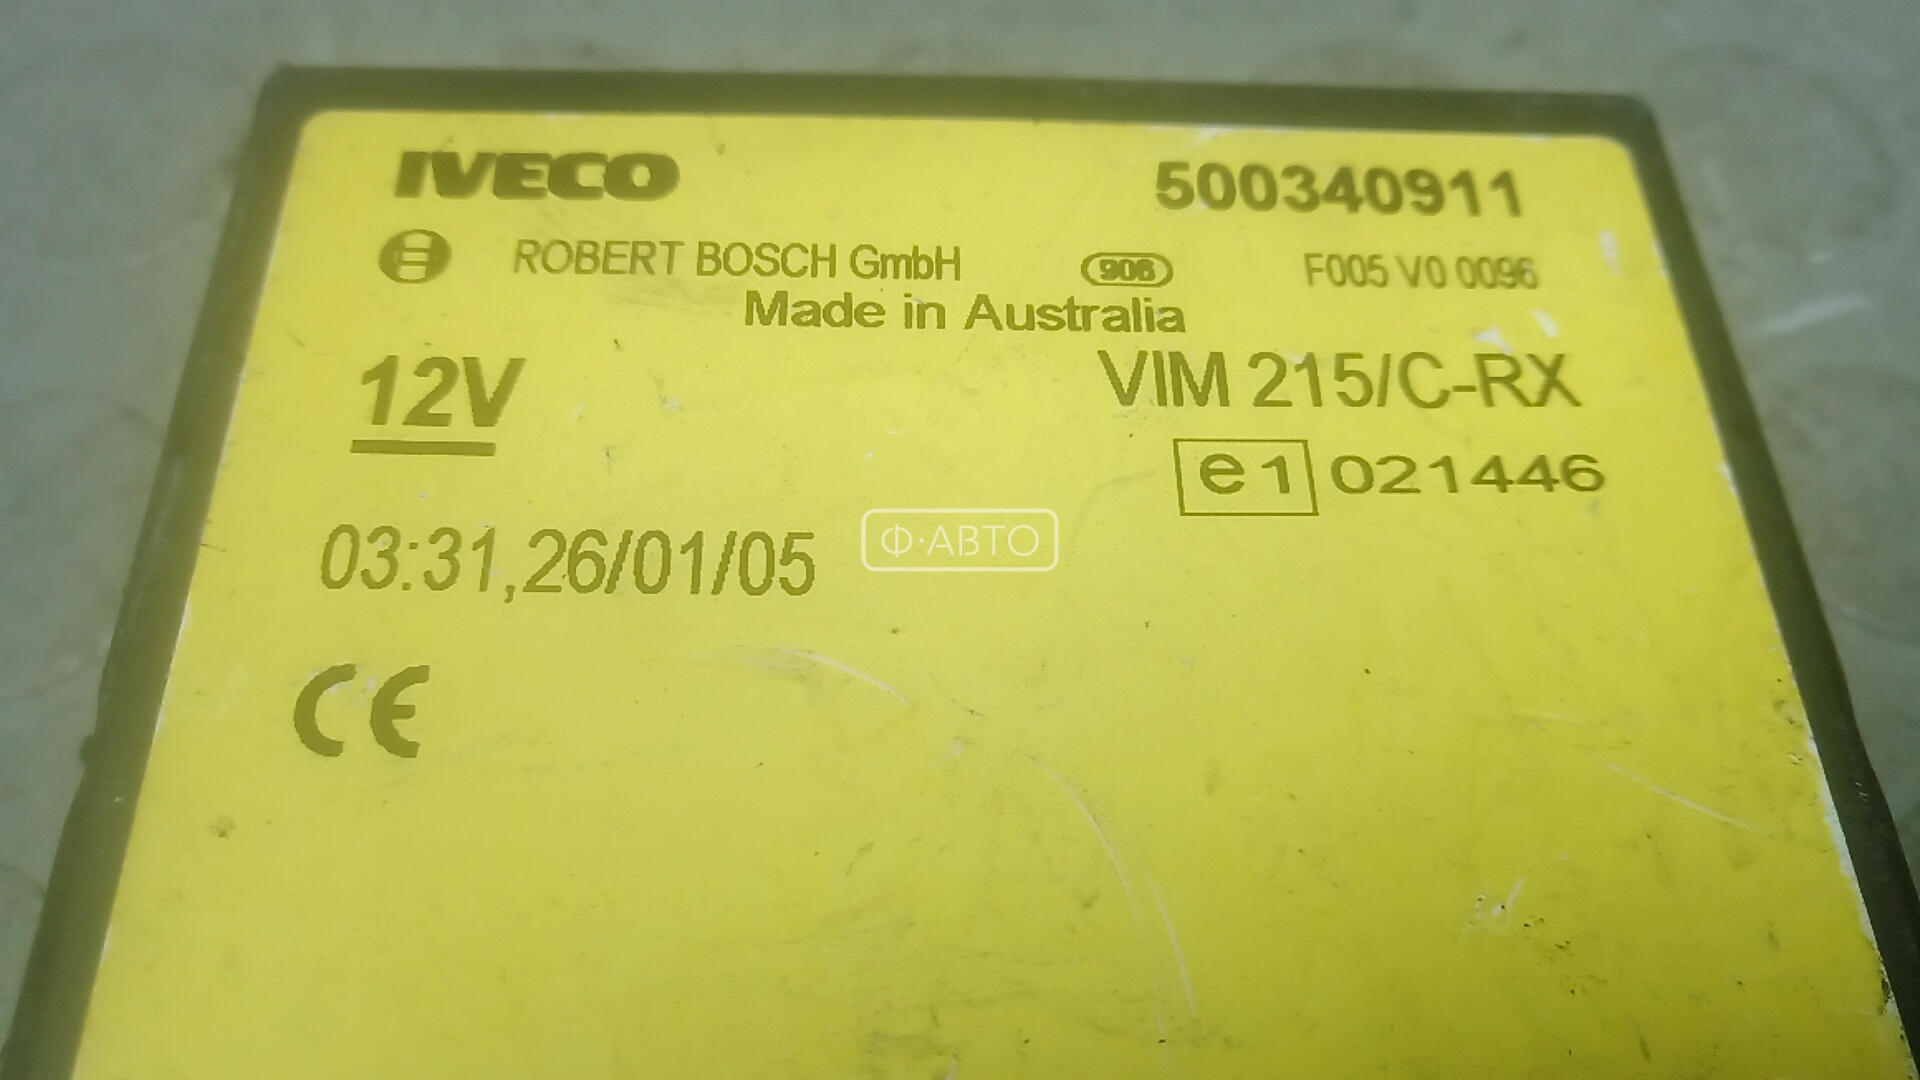 IVECO 500340911
ROBERT BOSCH GmbH 906 F005 V0 0096
Made in Australia
12V VIM 215/C-RX
e1 021446
03:31,26/01/05
Ф·АВТО
CE